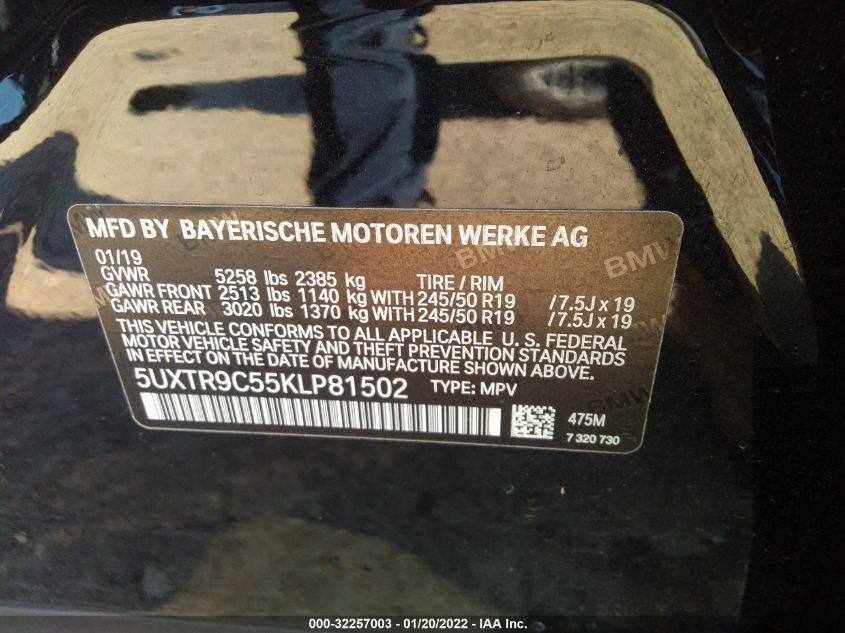 MFD BY BAYERISCHE MOTOREN WERKE AG
01/19
GVWR 5258 lbs 2385 kg TIRE / RIM
GAWR FRONT 2513 lbs 1140 kg WITH 245/50 R19 /7.5J x 19
GAWR REAR 3020 lbs 1370 kg WITH 245/50 R19 /7.5J x 19
THIS VEHICLE CONFORMS TO ALL APPLICABLE U. S. FEDERAL
MOTOR VEHICLE SAFETY AND THEFT PREVENTION STANDARDS
IN EFFECT ON THE DATE OF MANUFACTURE SHOWN ABOVE.
5UXTR9C55KLP81502 TYPE: MPV
475M
7 320 730
BMW
BMW
BMW
000-32257003 - 01/20/2022 - IAA Inc.